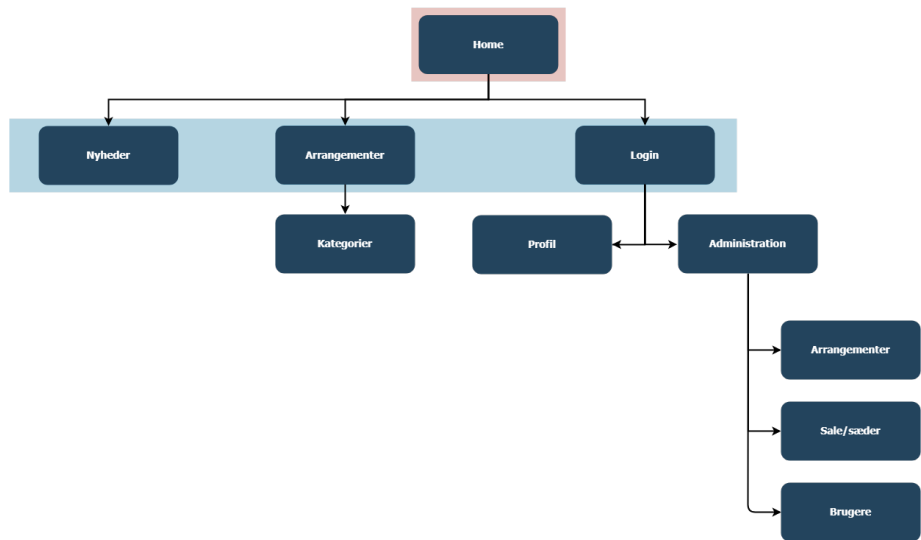 Home
Nyheder
Arrangementer
Login
Kategorier
Profil
Administration
Arrangementer
Sale/sæder
Brugere